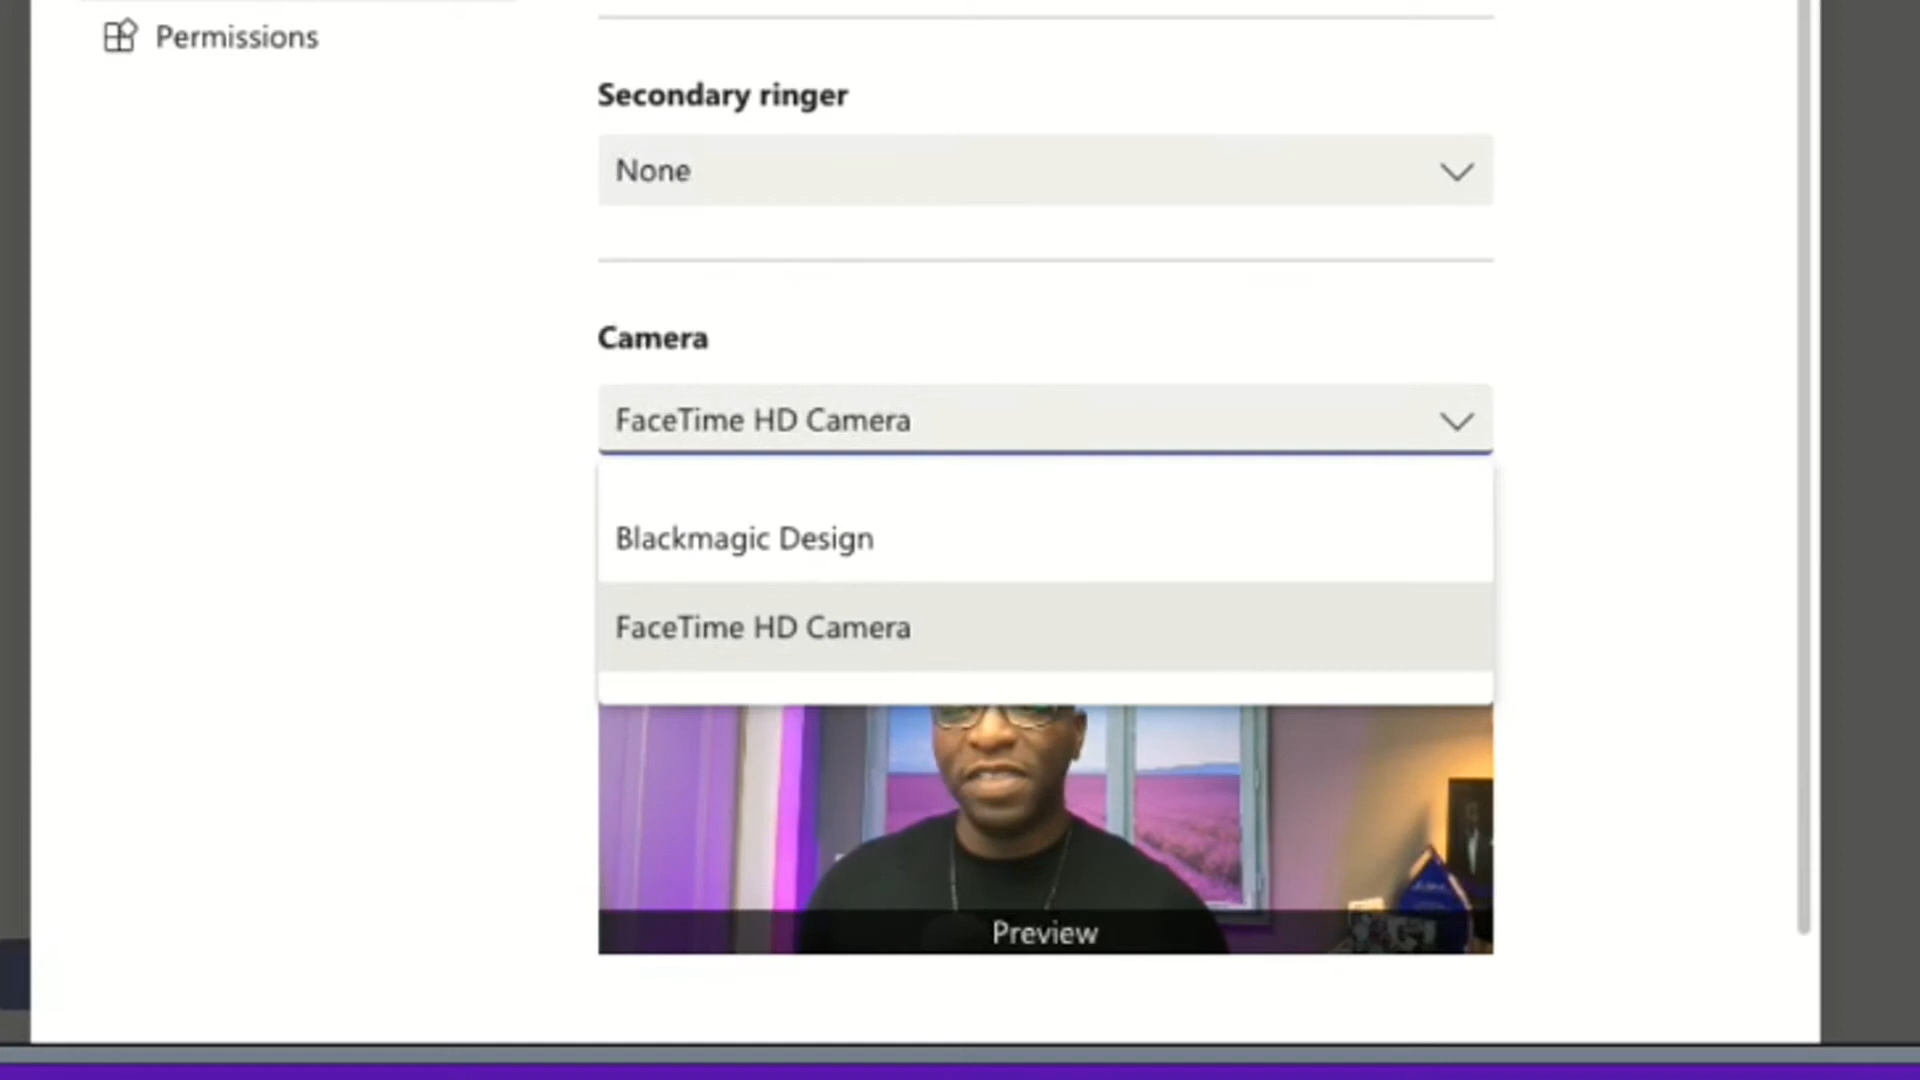 Permissions
Secondary ringer
None
Camera
FaceTime HD Camera
Blackmagic Design
FaceTime HD Camera
Preview